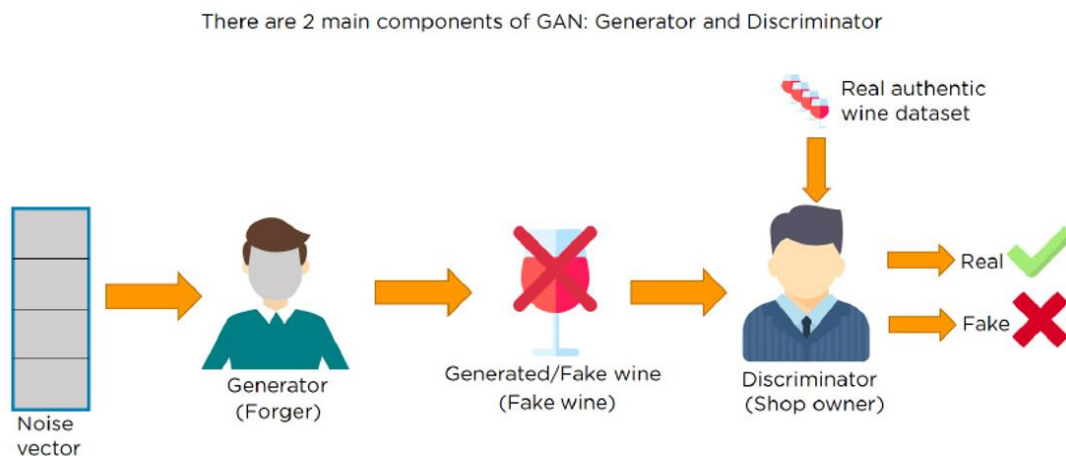 There are 2 main components of GAN: Generator and Discriminator
Real authentic
wine dataset
Real
Fake
Generator
(Forger)
Generated/Fake wine
(Fake wine)
Discriminator
(Shop owner)
Noise
vector